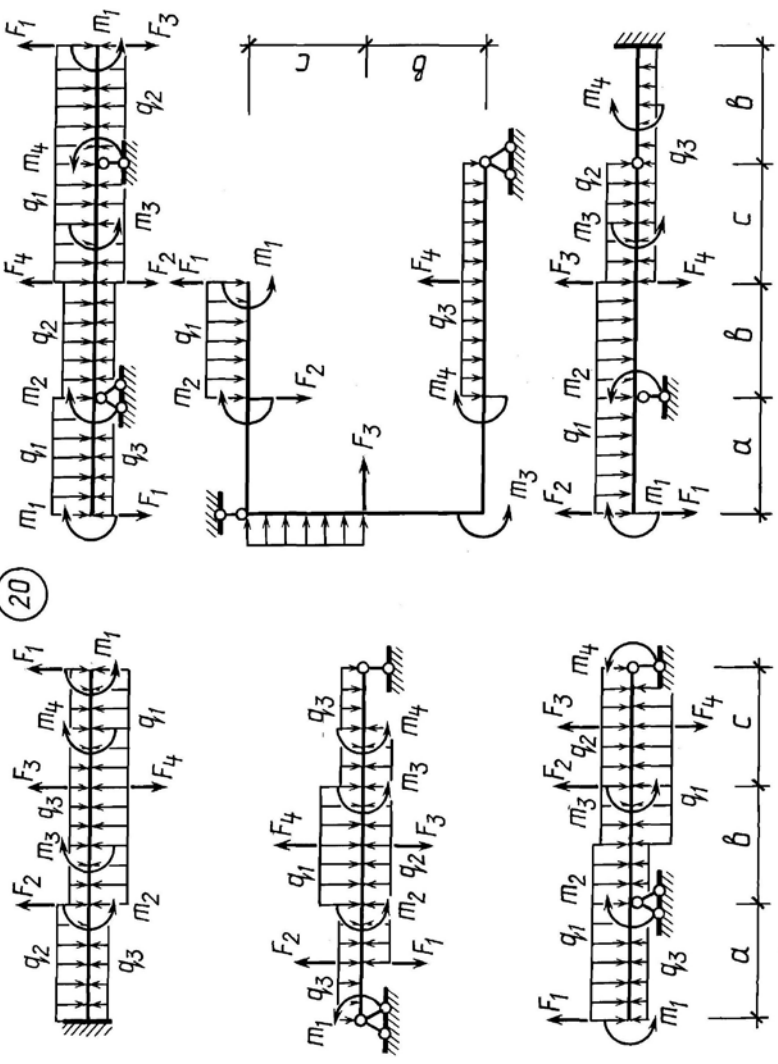 20
m₁ q₁ m₂ q₂ F₄ q₁ m₄ F₁ m₁
F₁ q₃ F₂ m₃ q₂ F₃
m₂ q₁ F₁ m₁
F₂
F₃
m₃ m₄ q₃ F₄
c
в
F₂ q₁ m₂ F₃ m₃ q₂ m₄
m₁ F₁ F₄ q₃
a в c в
q₂ F₂ m₃ q₃ F₃ m₄ F₁ m₁
q₃ m₂ F₄ q₁
m₁ q₃ F₂ q₁ F₄ q₃
F₁ m₂ q₂ F₃ m₃ m₄
F₁ q₁ m₂ m₃ F₂ q₂ F₃ m₄
m₁ q₃ q₁ F₄
a в c